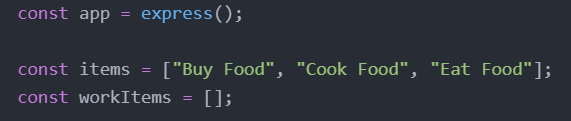 const app = express();
const items = ["Buy Food", "Cook Food", "Eat Food"];
const workItems = [];